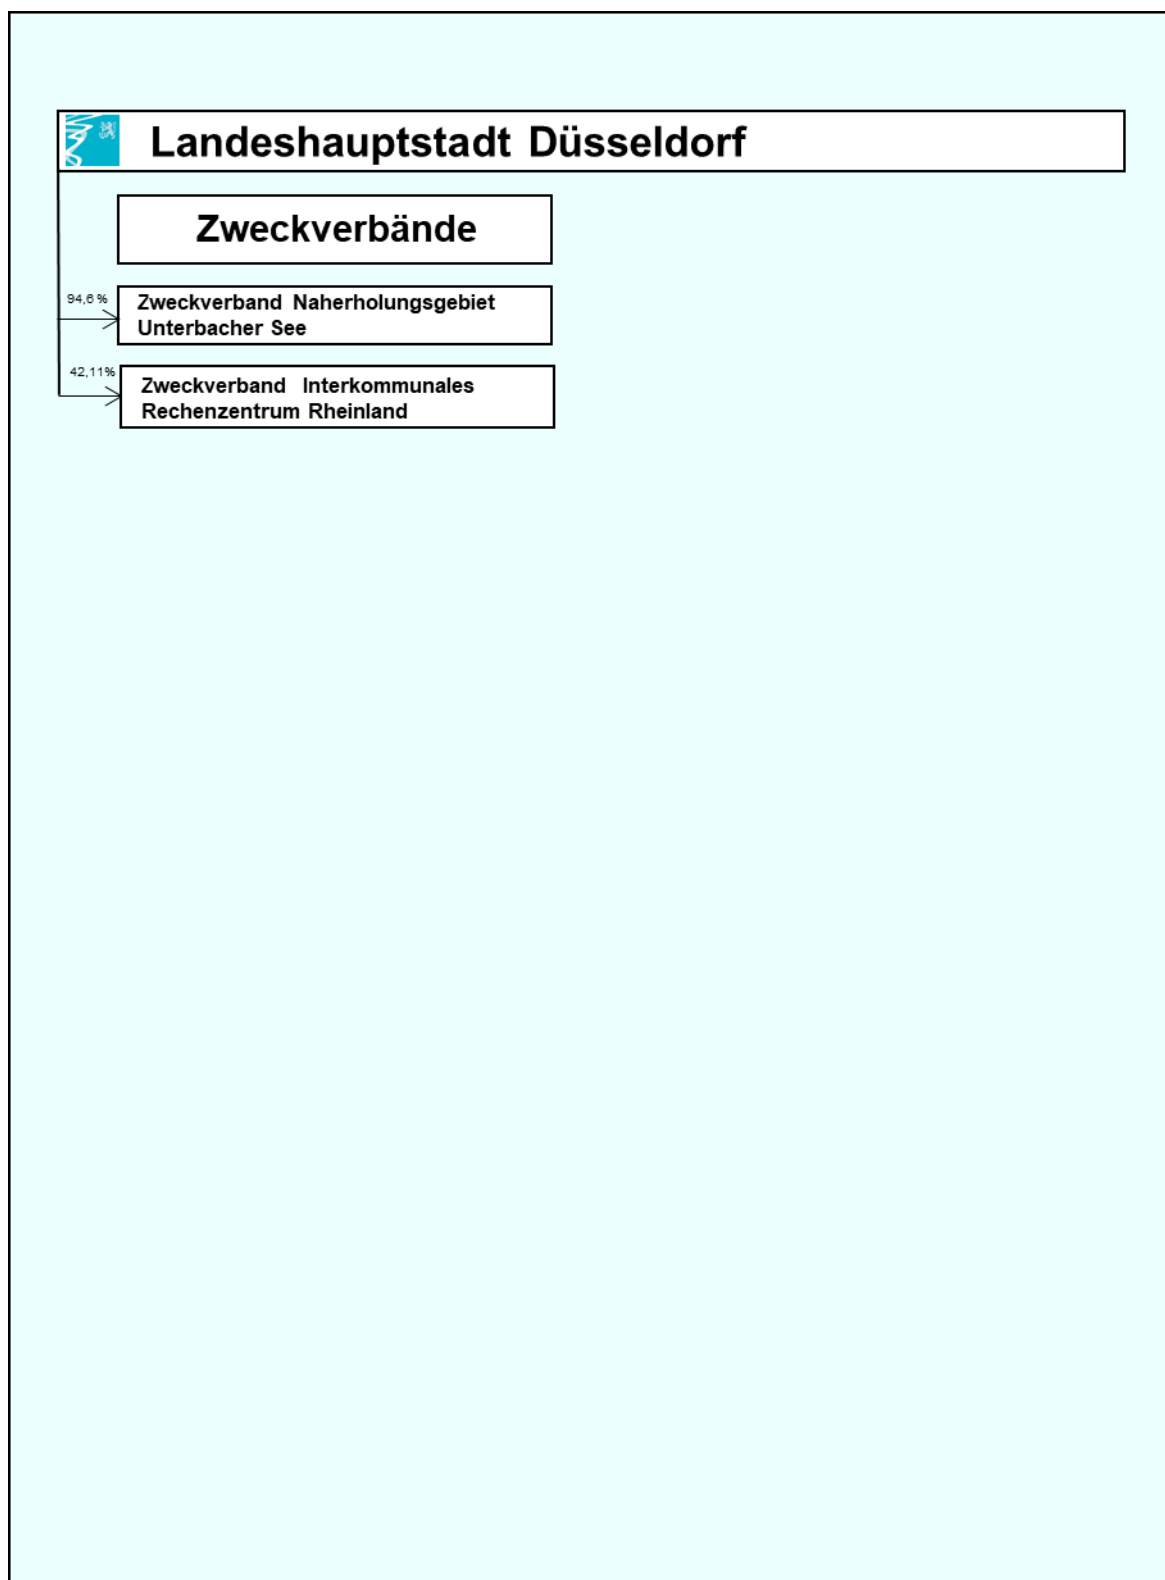 Landeshauptstadt Düsseldorf
Zweckverbände
94,6 %
Zweckverband Naherholungsgebiet
Unterbacher See
42,11%
Zweckverband Interkommunales
Rechenzentrum Rheinland